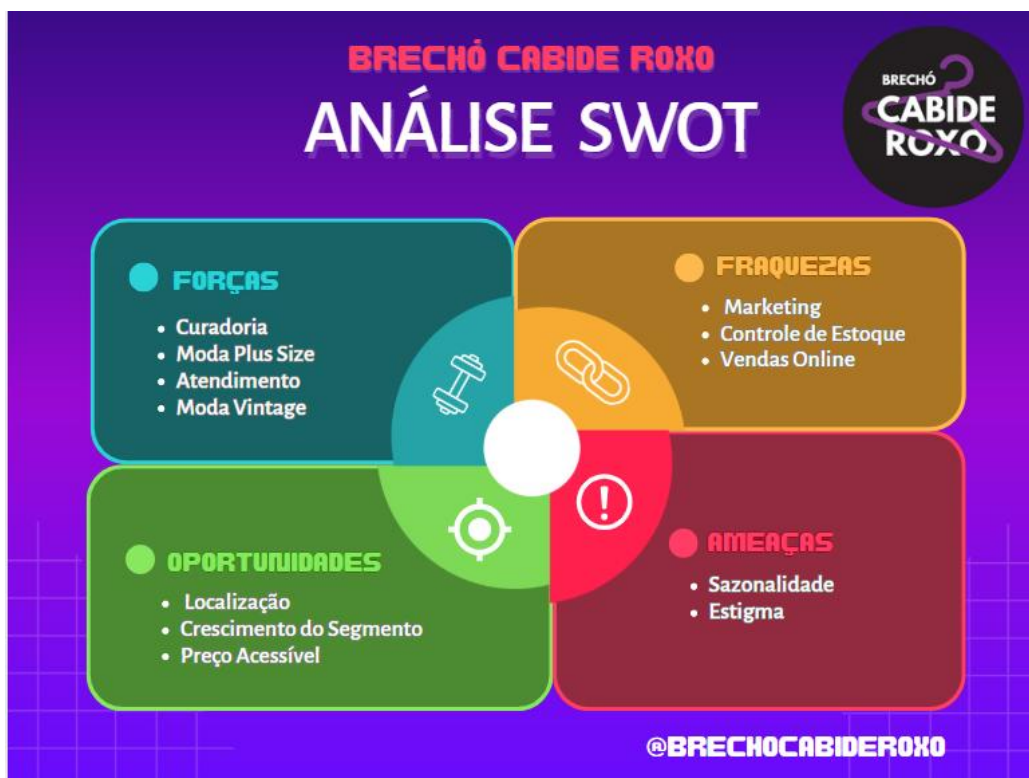 BRECHÓ CABIDE ROXO
ANÁLISE SWOT
BRECHÓ
CABIDE
ROXO
FORÇAS
• Curadoria
• Moda Plus Size
• Atendimento
• Moda Vintage
FRAQUEZAS
• Marketing
• Controle de Estoque
• Vendas Online
OPORTUNIDADES
• Localização
• Crescimento do Segmento
• Preço Acessível
AMEAÇAS
• Sazonalidade
• Estigma
@BRECHOCABIDEROXO